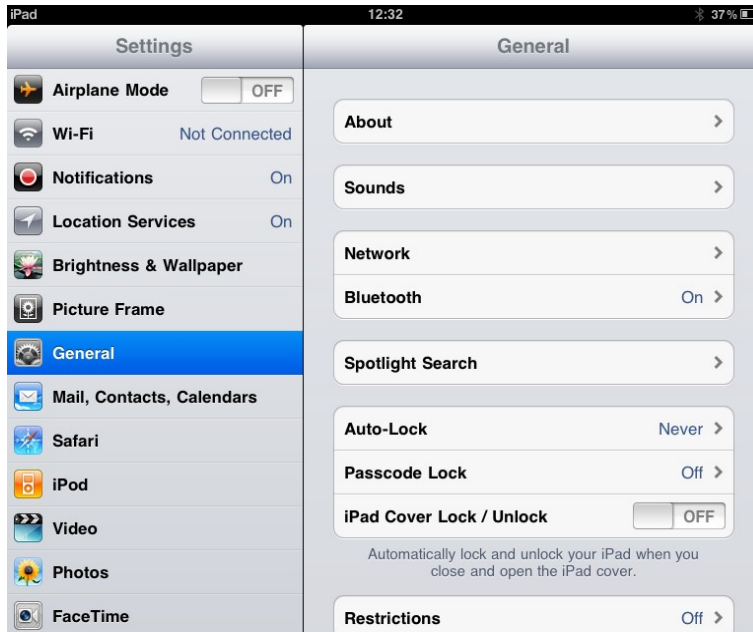 iPad 12:32 37%
Settings
Airplane Mode OFF
Wi-Fi Not Connected
Notifications On
Location Services On
Brightness & Wallpaper
Picture Frame
General
Mail, Contacts, Calendars
Safari
iPod
Video
Photos
FaceTime
General
About
Sounds
Network
Bluetooth On
Spotlight Search
Auto-Lock Never
Passcode Lock Off
iPad Cover Lock / Unlock OFF
Automatically lock and unlock your iPad when you
close and open the iPad cover.
Restrictions Off